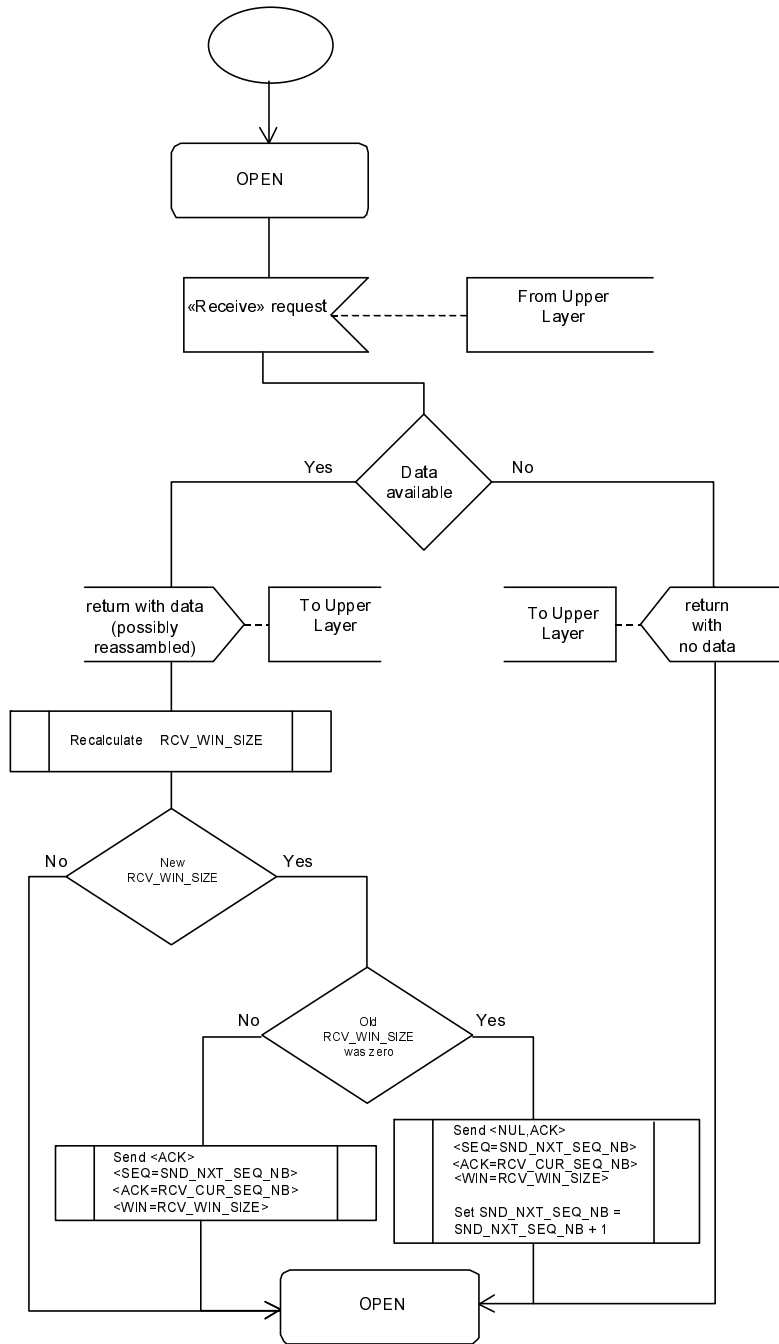 OPEN
«Receive» request
From Upper
Layer
Data
available
Yes
No
return with data
(possibly
reassambled)
To Upper
Layer
To Upper
Layer
return
with
no data
Recalculate RCV_WIN_SIZE
No
New
RCV_WIN_SIZE
Yes
No
Old
RCV_WIN_SIZE
was zero
Yes
Send <ACK>
<SEQ=SND_NXT_SEQ_NB>
<ACK=RCV_CUR_SEQ_NB>
<WIN=RCV_WIN_SIZE>
Send <NUL,ACK>
<SEQ=SND_NXT_SEQ_NB>
<ACK=RCV_CUR_SEQ_NB>
<WIN=RCV_WIN_SIZE>
Set SND_NXT_SEQ_NB =
SND_NXT_SEQ_NB + 1
OPEN